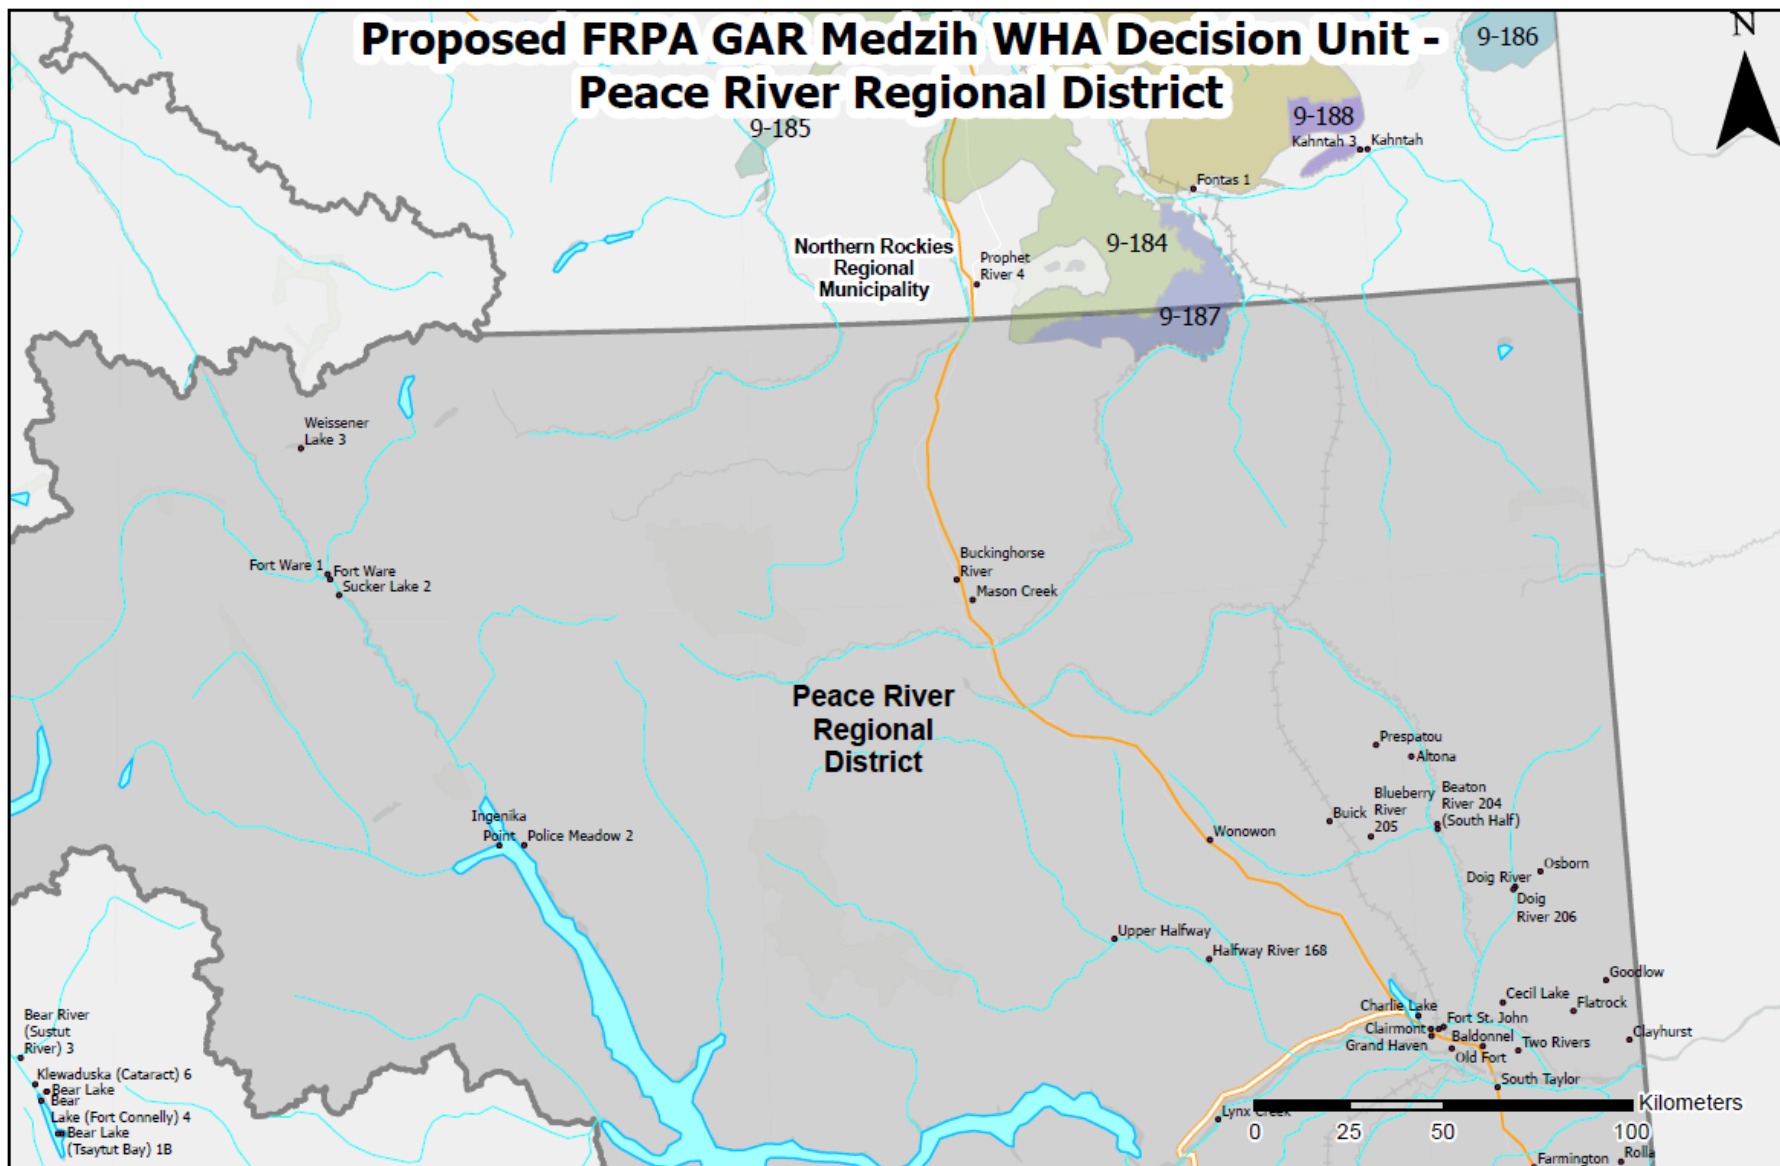 Proposed FRPA GAR Medzih WHA Decision Unit -
Peace River Regional District
N
9-186
9-185
9-188
Kahntah 3
Kahntah
Fontas 1
9-184
Northern Rockies
Regional
Municipality
Prophet
River 4
9-187
Weissener
Lake 3
Fort Ware 1
Fort Ware
Sucker Lake 2
Buckinghorse
River
Mason Creek
Peace River
Regional
District
Prespatou
Altona
Blueberry
River
205
Beaton
River 204
(South Half)
Buick
Ingenika
Point
Police Meadow 2
Wonowon
Osborn
Doig River
Doig
River 206
Upper Halfway
Halfway River 168
Goodlow
Cecil Lake
Flatrock
Charlie Lake
Fort St. John
Clairmont
Baldonnel
Grand Haven
Old Fort
Two Rivers
Clayhurst
South Taylor
Bear River
(Sustut
River) 3
Klewaduska (Cataract) 6
Bear Lake
Bear
Lake (Fort Connelly) 4
Bear Lake
(Tsaytut Bay) 1B
Lynx Creek
Kilometers
0 25 50 100
Farmington
Rolla